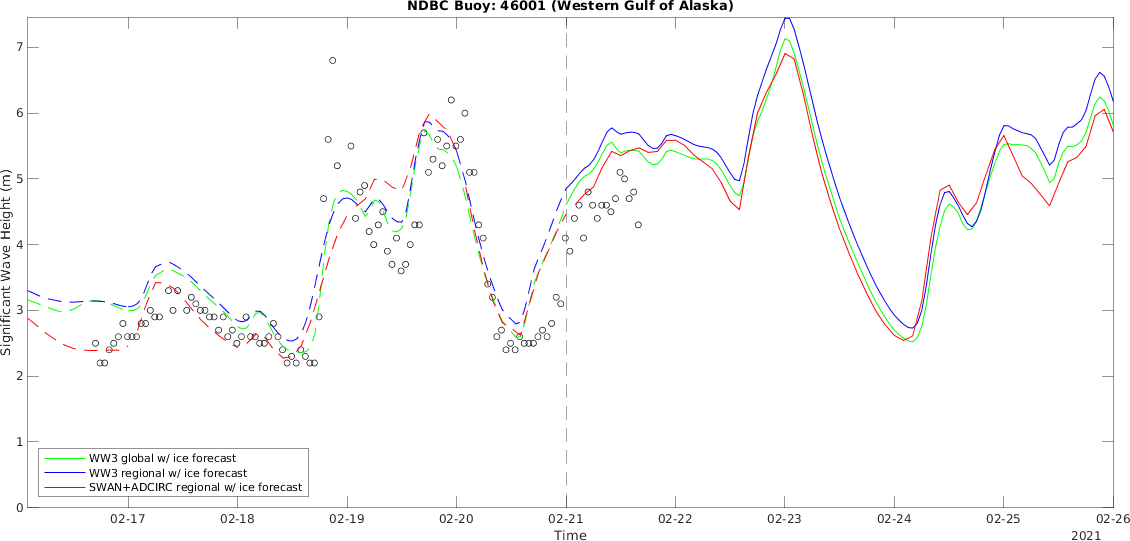 NDBC Buoy: 46001 (Western Gulf of Alaska)
Significant Wave Height (m)
7
6
5
4
3
2
1
0
WW3 global w/ ice forecast
WW3 regional w/ ice forecast
SWAN+ADCIRC regional w/ ice forecast
02-17 02-18 02-19 02-20 02-21 02-22 02-23 02-24 02-25 02-26
Time
2021